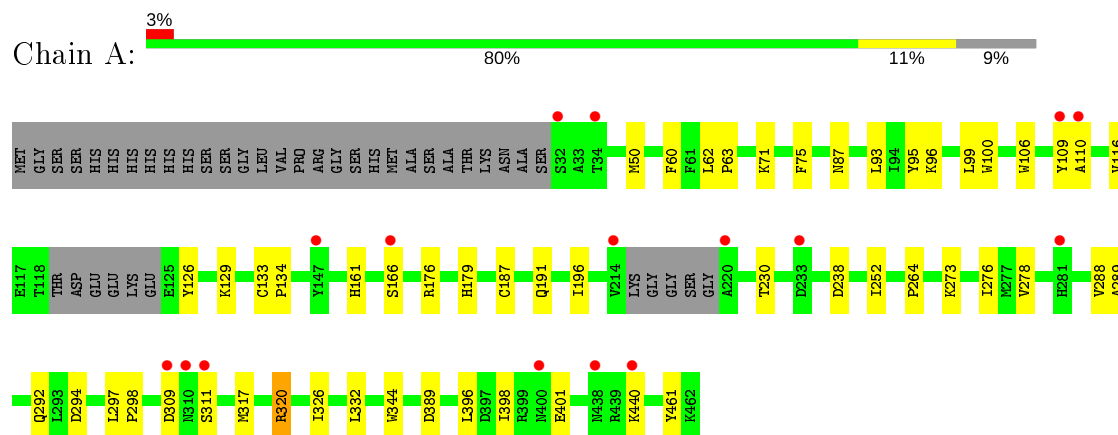 3%
Chain A:
80% 11% 9%
MET GLY SER SER HIS HIS HIS HIS HIS HIS SER SER GLY LEU VAL PRO ARG GLY SER HIS MET ALA SER ALA THR LYS ASN ALA SER S32 A33 T34 M50 F60 F61 L62 P63 K71 F75 N87 L93 I94 Y95 K96 L99 W100 W106 Y109 A110
E117 T118 THR ASP GLU GLU LYS GLU E125 Y126 K129 C133 P134 Y147 H161 S166 R176 H179 C187 Q191 I196 V214 LYS GLY GLY SER GLY A220 T230 D233 D238 I252 P264 K273 I276 M277 V278 H281 V288
Q292 L293 D294 L297 P298 D309 N310 S311 M317 R320 I326 L332 W344 D389 L396 D397 I398 R399 N400 E401 N438 R439 K440 Y461 K462